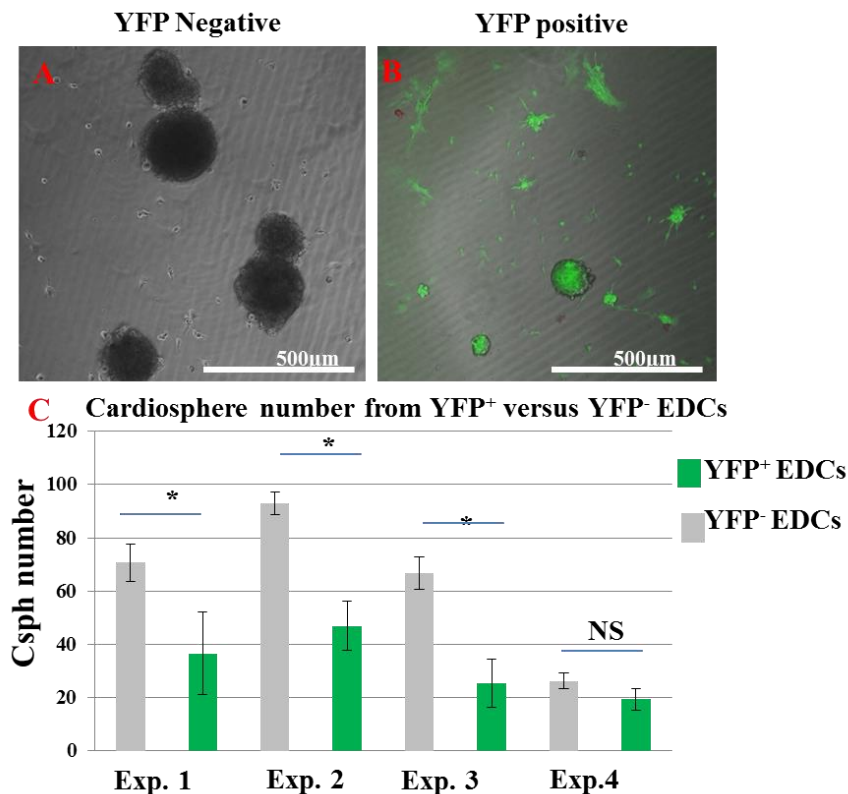 YFP Negative
YFP positive
A
B
500μm
500μm
C
Cardiosphere number from YFP⁺ versus YFP⁻ EDCs
120
100
80
60
40
20
0
Csph number
*
*
*
NS
YFP⁺ EDCs
YFP⁻ EDCs
Exp. 1
Exp. 2
Exp. 3
Exp.4